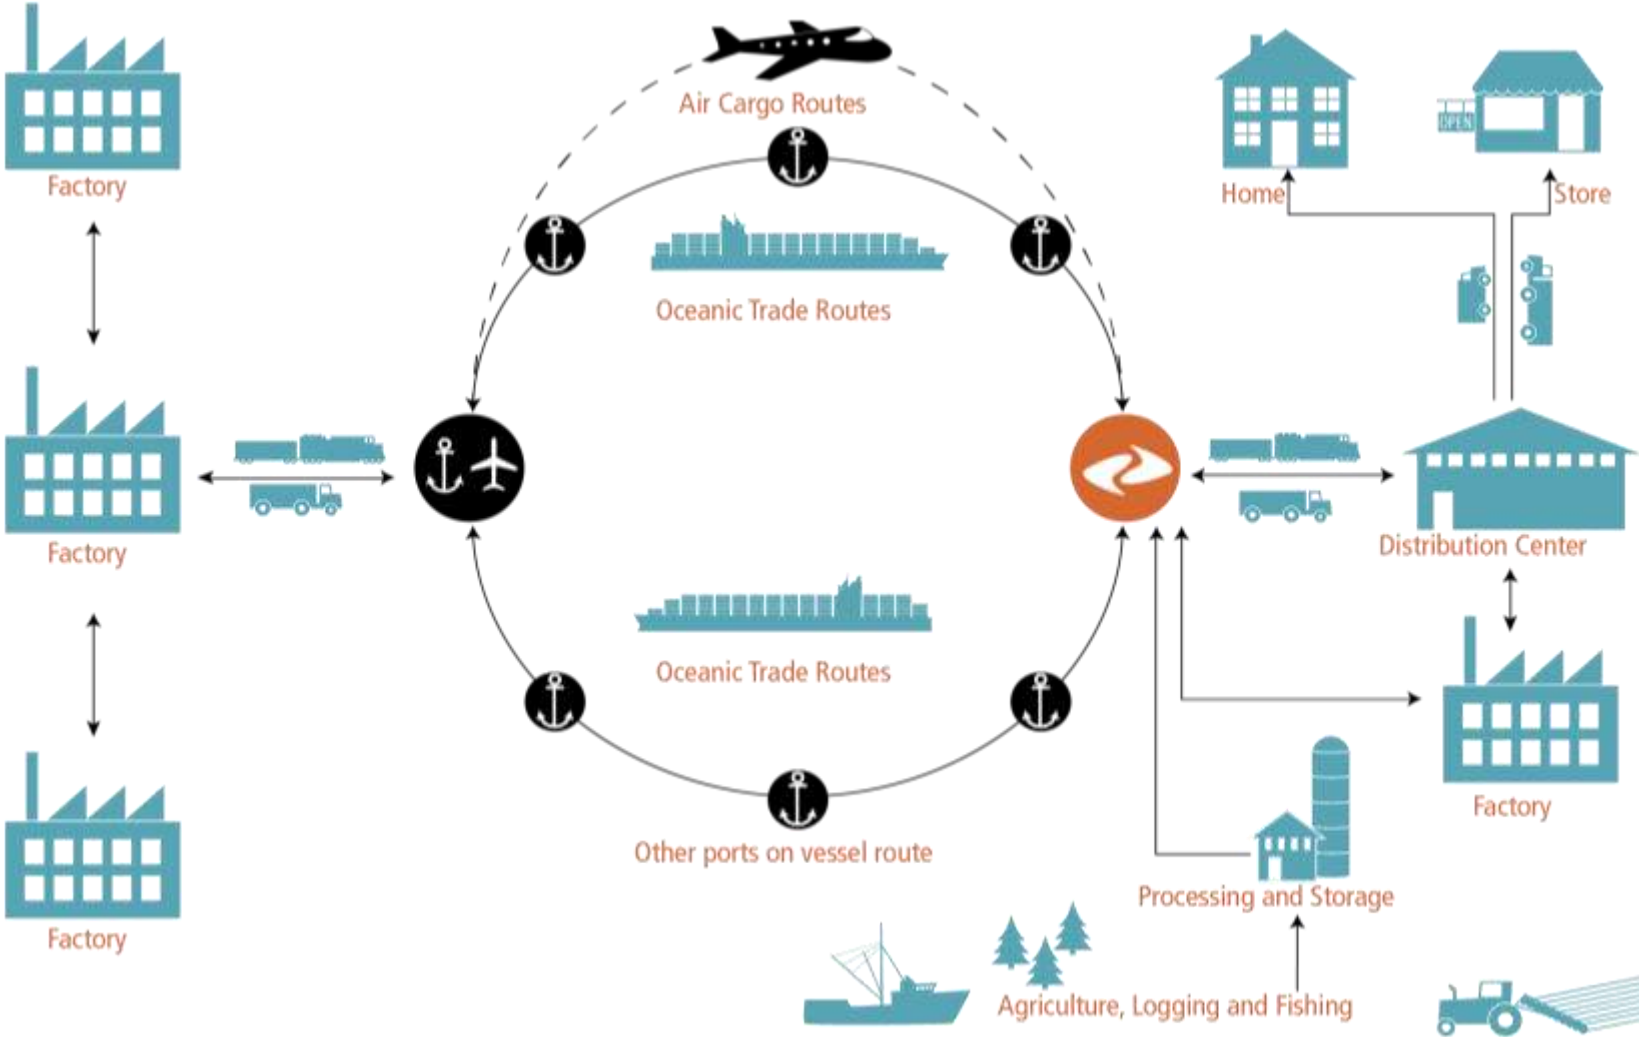 Air Cargo Routes
Factory
Home
Store
OPEN
Oceanic Trade Routes
Factory
Distribution Center
Oceanic Trade Routes
Factory
Other ports on vessel route
Processing and Storage
Factory
Agriculture, Logging and Fishing